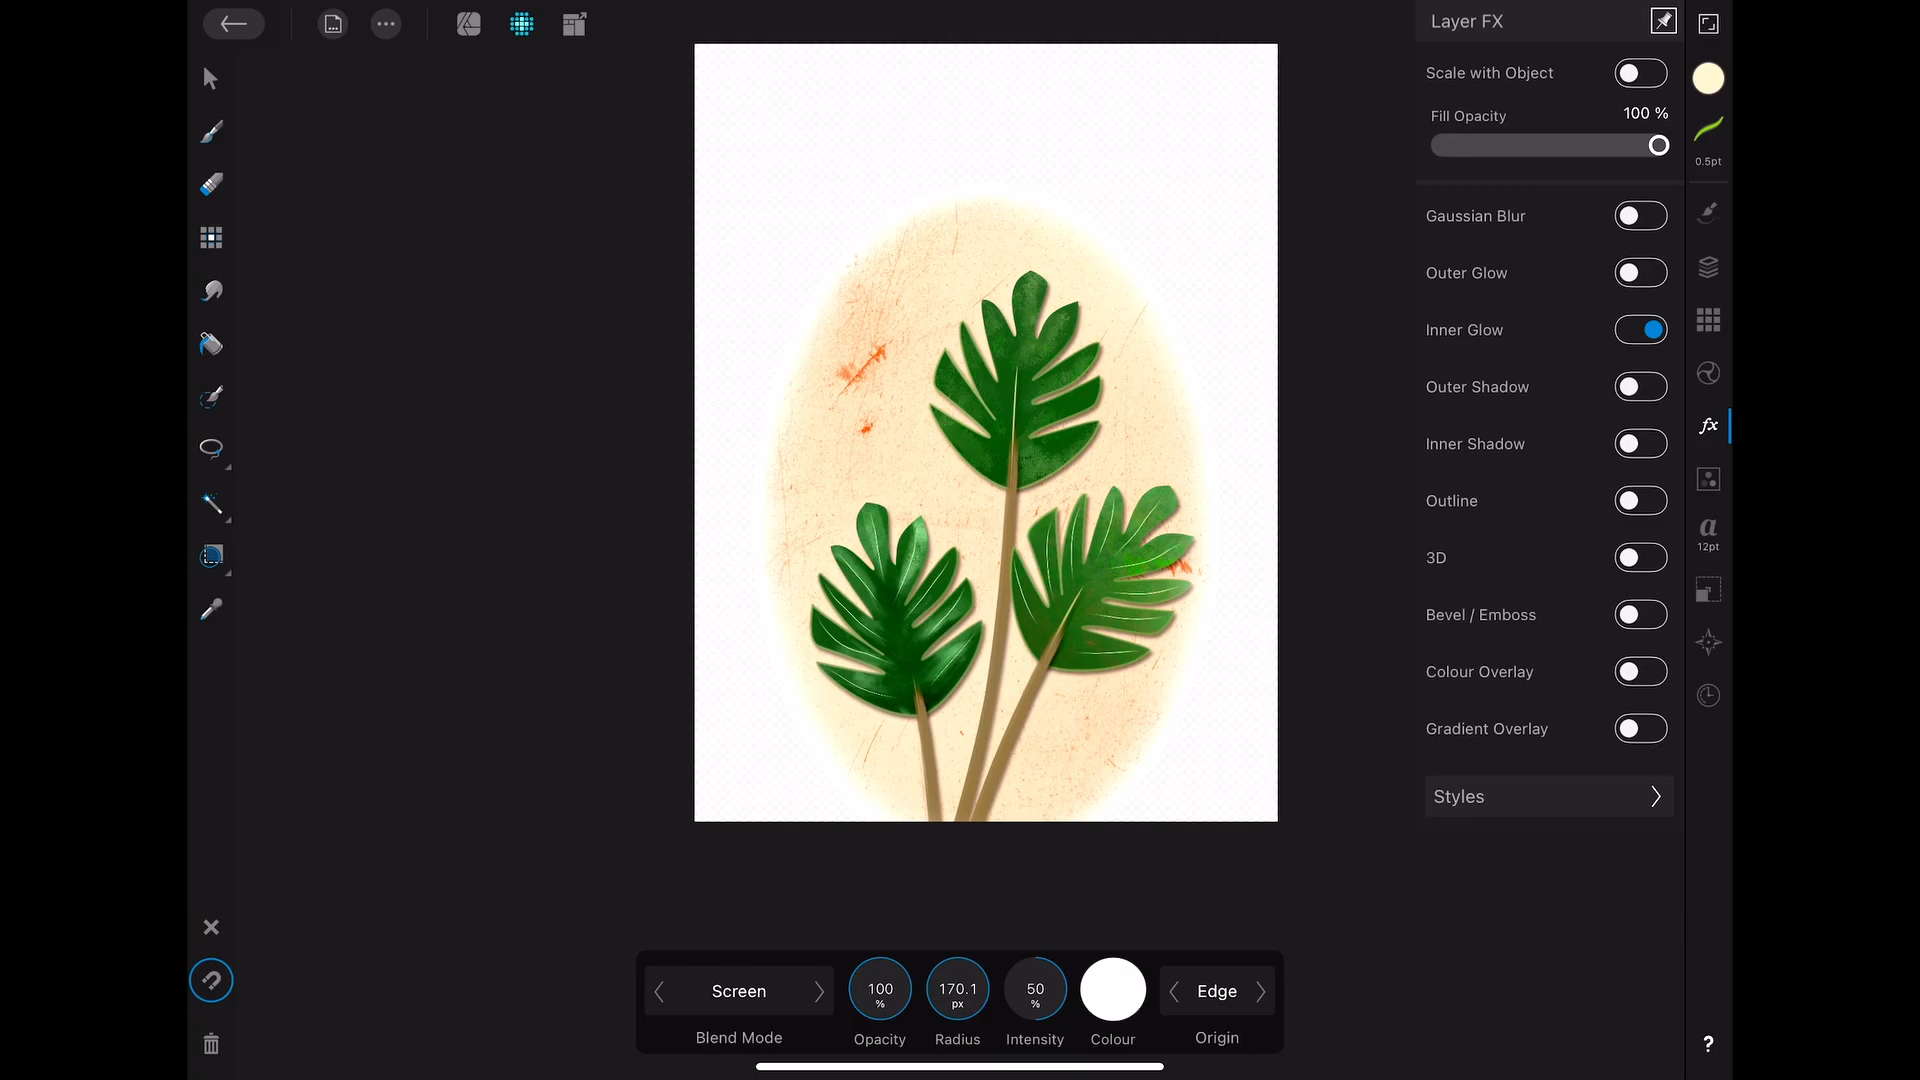 Layer FX
Scale with Object
Fill Opacity 100 %
0.5pt
Gaussian Blur
Outer Glow
Inner Glow
Outer Shadow
fx
Inner Shadow
Outline
a
12pt
3D
Bevel / Emboss
Colour Overlay
Gradient Overlay
Styles
Screen
100 %
170.1 px
50 %
Edge
Blend Mode
Opacity
Radius
Intensity
Colour
Origin
?